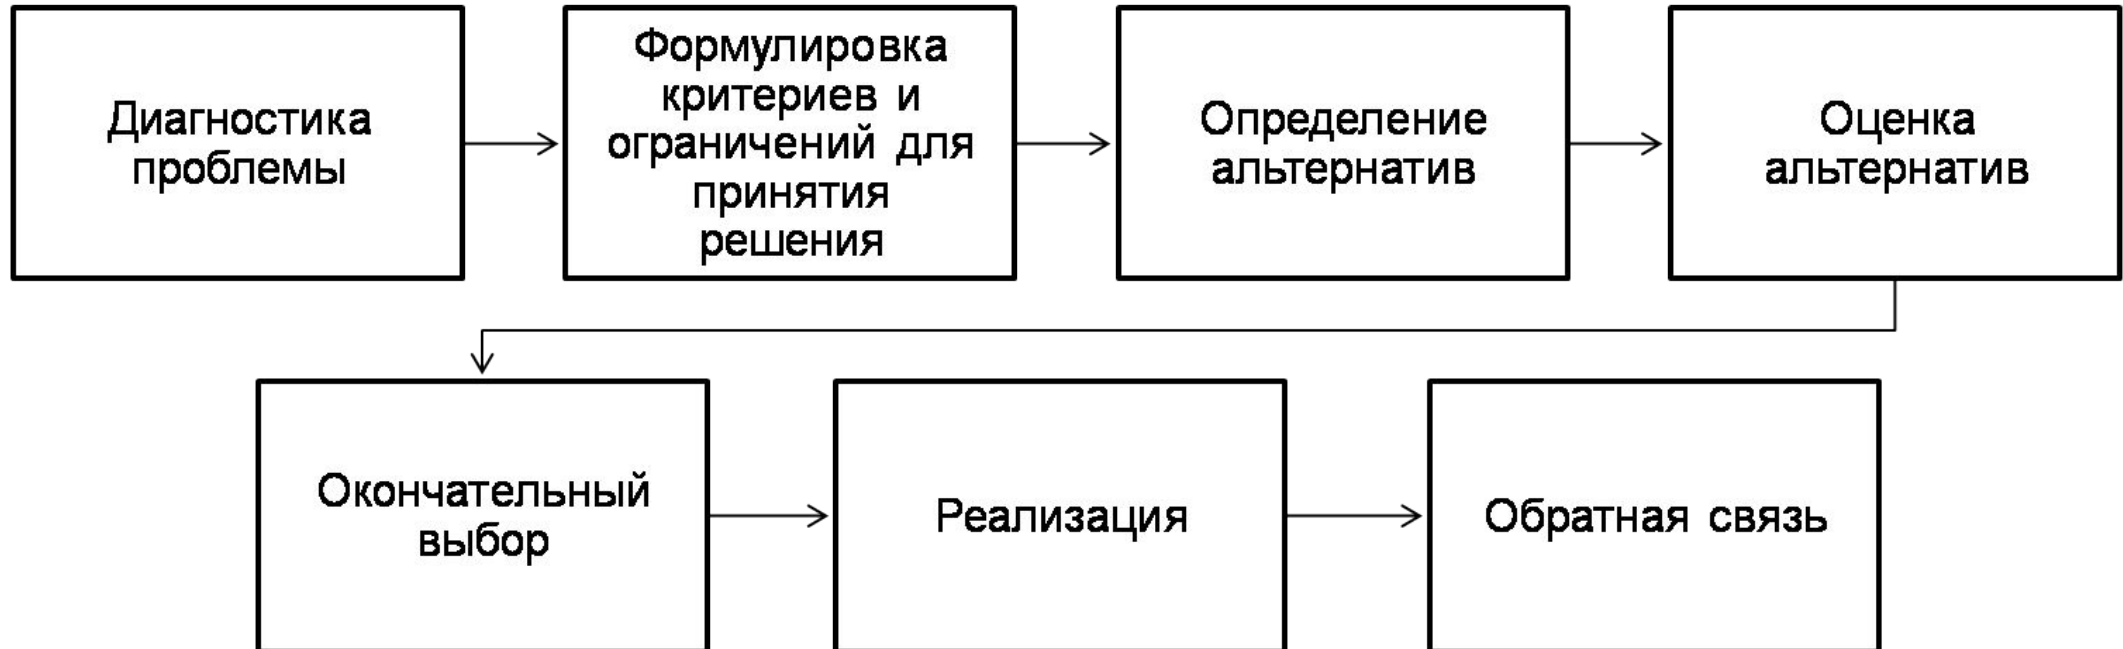 Диагностика
проблемы
Формулировка
критериев и
ограничений для
принятия
решения
Определение
альтернатив
Оценка
альтернатив
Окончательный
выбор
Реализация
Обратная связь